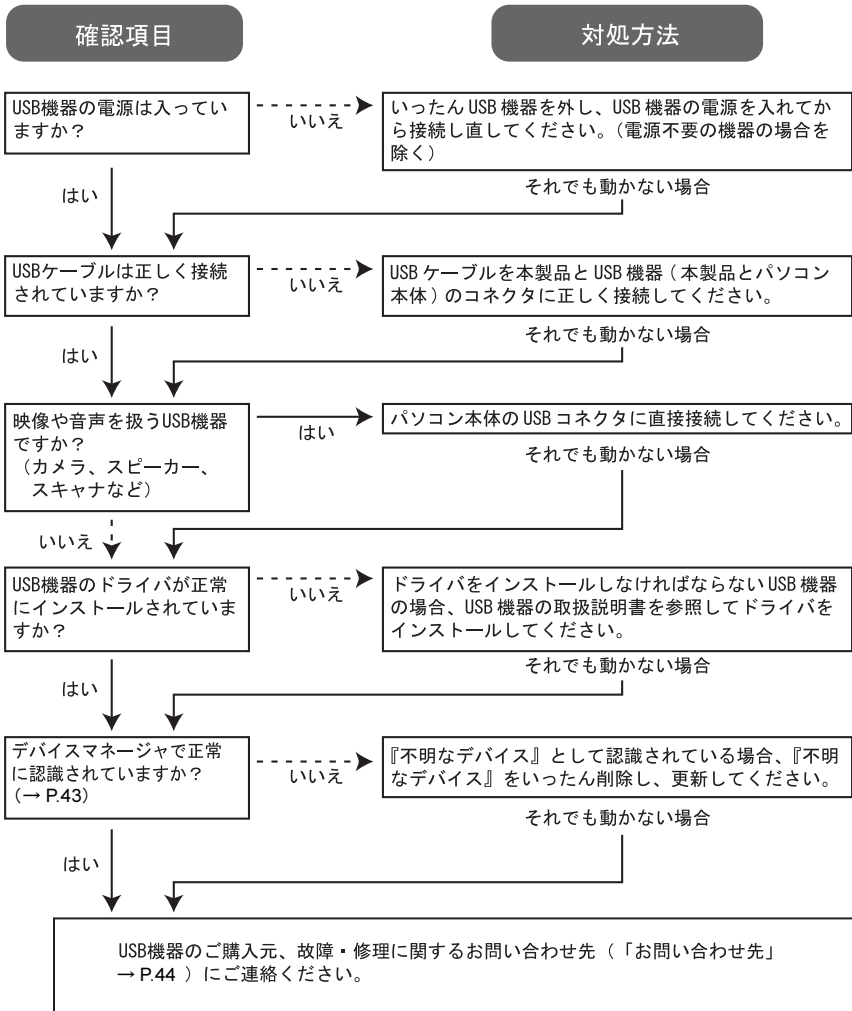 確認項目
対処方法
USB機器の電源は入ってい
ますか？
いいえ
いったん USB 機器を外し、USB 機器の電源を入れてか
ら接続し直してください。（電源不要の機器の場合を
除く）
はい
それでも動かない場合
USBケーブルは正しく接続
されていますか？
いいえ
USB ケーブルを本製品と USB 機器（本製品とパソコン
本体）のコネクタに正しく接続してください。
はい
それでも動かない場合
映像や音声を扱うUSB機器
ですか？
（カメラ、スピーカー、
スキャナなど）
はい
パソコン本体の USB コネクタに直接接続してください。
それでも動かない場合
いいえ
USB機器のドライバが正常
にインストールされていま
すか？
いいえ
ドライバをインストールしなければならない USB 機器
の場合、USB 機器の取扱説明書を参照してドライバを
インストールしてください。
はい
それでも動かない場合
デバイスマネージャで正常
に認識されていますか？
（→ P.43）
いいえ
『不明なデバイス』として認識されている場合、『不明
なデバイス』をいったん削除し、更新してください。
はい
それでも動かない場合
USB機器のご購入元、故障・修理に関するお問い合わせ先（「お問い合わせ先」
→ P.44 ）にご連絡ください。